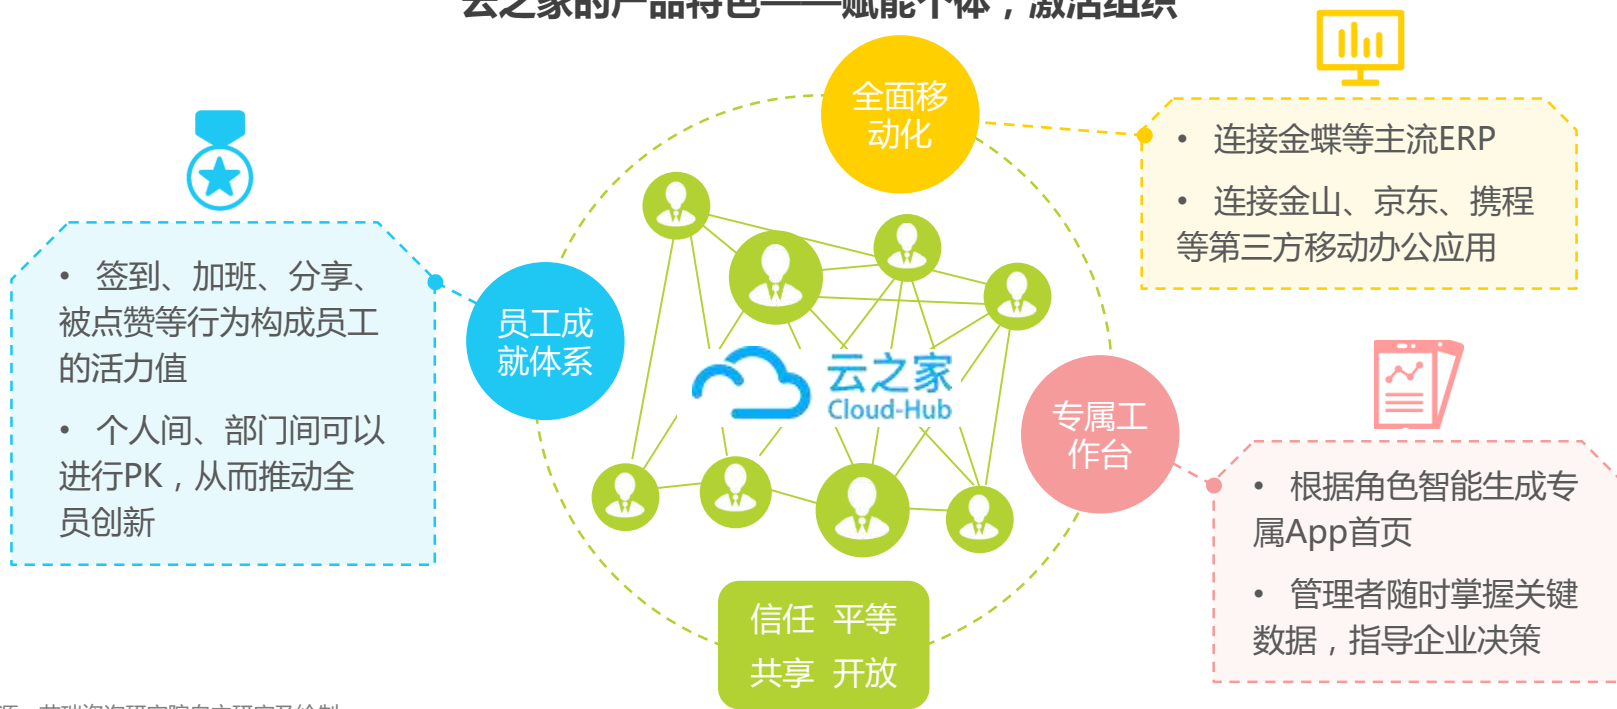 云之家的产品特色——赋能个体，激活组织
全面移
动化
• 连接金蝶等主流ERP
• 连接金山、京东、携程
等第三方移动办公应用
• 签到、加班、分享、
被点赞等行为构成员工
的活力值
• 个人间、部门间可以
进行PK，从而推动全
员创新
员工成
就体系
云之家
Cloud-Hub
专属工
作台
• 根据角色智能生成专
属App首页
• 管理者随时掌握关键
数据，指导企业决策
信任 平等
共享 开放